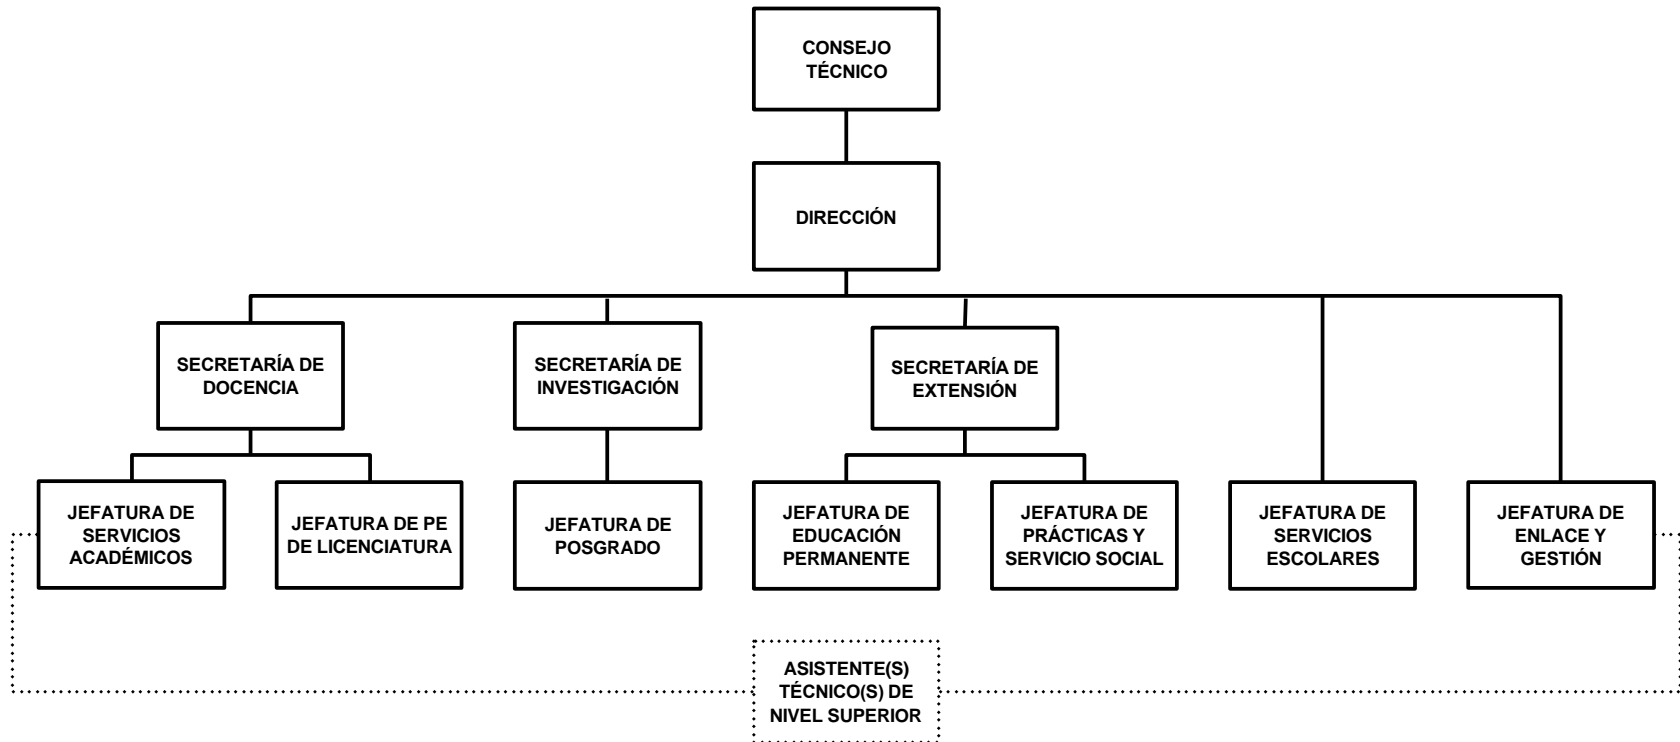 CONSEJO
TÉCNICO
DIRECCIÓN
SECRETARÍA DE
DOCENCIA
SECRETARÍA DE
INVESTIGACIÓN
SECRETARÍA DE
EXTENSIÓN
JEFATURA DE
SERVICIOS
ACADÉMICOS
JEFATURA DE PE
DE LICENCIATURA
JEFATURA DE
POSGRADO
JEFATURA DE
EDUCACIÓN
PERMANENTE
JEFATURA DE
PRÁCTICAS Y
SERVICIO SOCIAL
JEFATURA DE
SERVICIOS
ESCOLARES
JEFATURA DE
ENLACE Y
GESTIÓN
ASISTENTE(S)
TÉCNICO(S) DE
NIVEL SUPERIOR